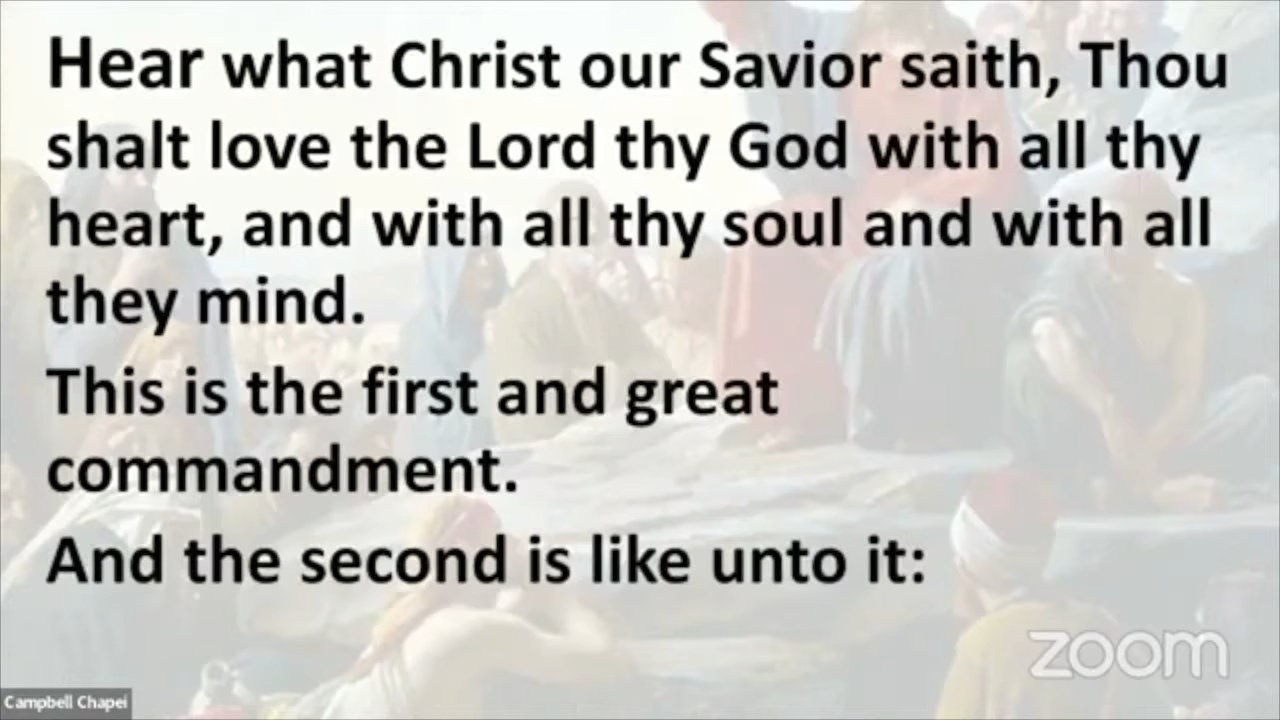 Hear what Christ our Savior saith, Thou
shalt love the Lord thy God with all thy
heart, and with all thy soul and with all
they mind.
This is the first and great
commandment.
And the second is like unto it:
zoom
Campbell Chapel